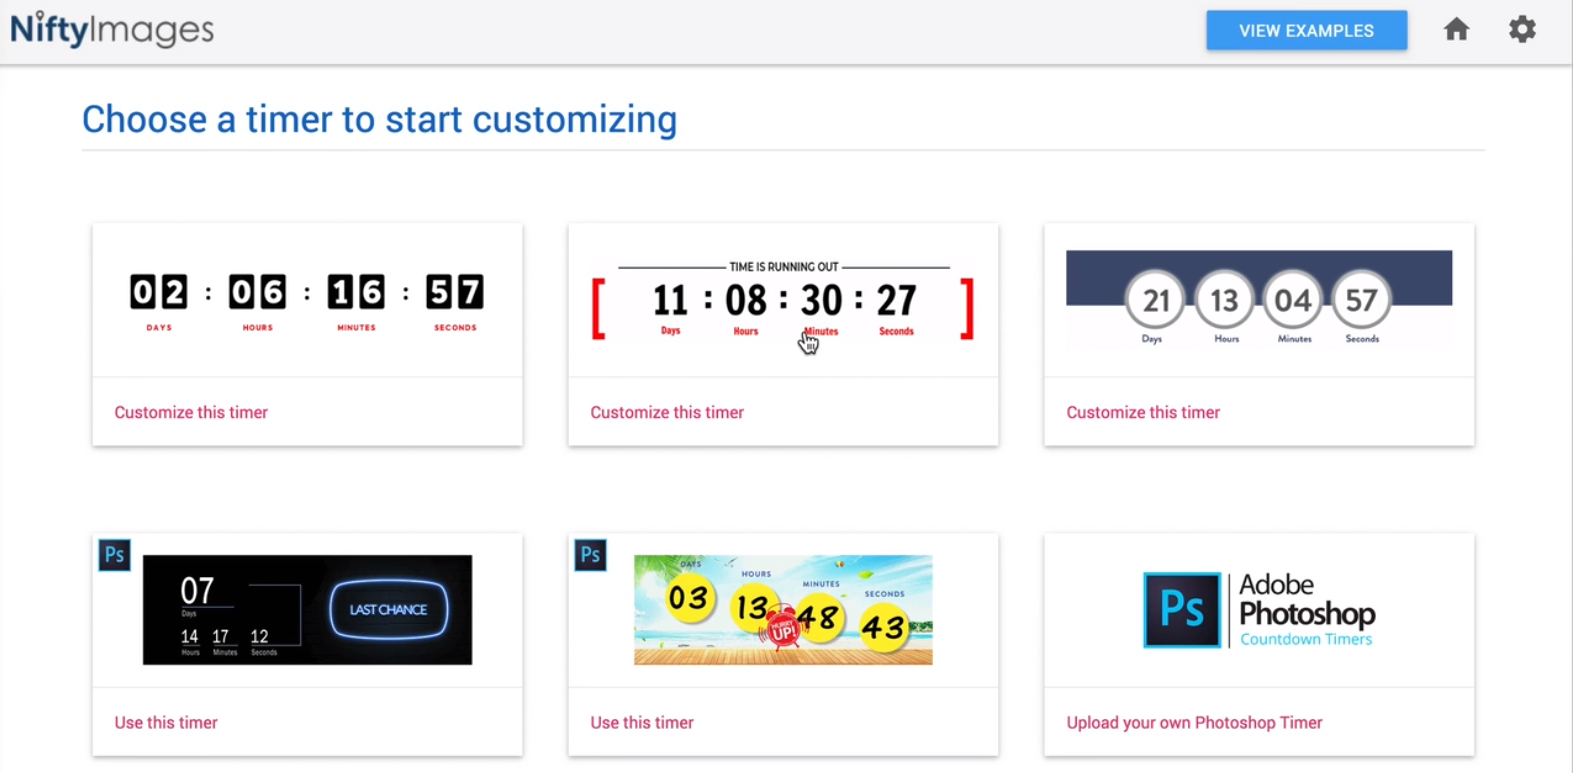 NiftyImages
VIEW EXAMPLES
Choose a timer to start customizing
02 : 06 : 16 : 57
DAYS HOURS MINUTES SECONDS
Customize this timer
TIME IS RUNNING OUT
[ 11 : 08 : 30 : 27 ]
Days Hours Minutes Seconds
Customize this timer
21 13 04 57
Days Hours Minutes Seconds
Customize this timer
Ps
07
Days
14 17 12
Hours Minutes Seconds
LAST CHANCE
Use this timer
Ps
DAYS HOURS MINUTES SECONDS
03 13 48 43
HURRY
UP!
Use this timer
Ps
Adobe
Photoshop
Countdown Timers
Upload your own Photoshop Timer